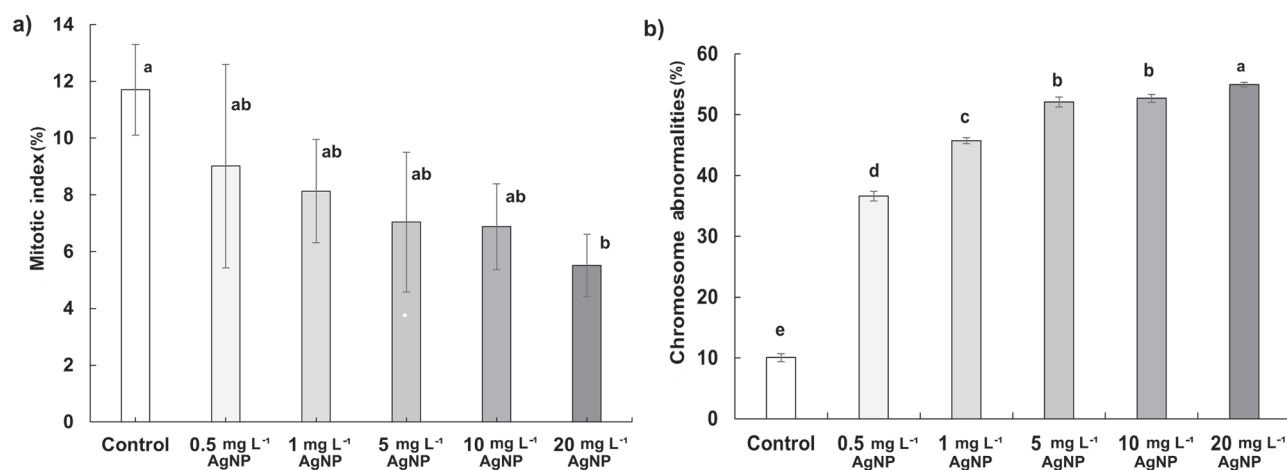 a)
Mitotic index (%)
14
12
10
8
6
4
2
0
a
ab
ab
ab
ab
b
Control
0.5 mg L⁻¹
AgNP
1 mg L⁻¹
AgNP
5 mg L⁻¹
AgNP
10 mg L⁻¹
AgNP
20 mg L⁻¹
AgNP
b)
Chromosome abnormalities (%)
60
50
40
30
20
10
0
e
d
c
b
b
a
Control
0.5 mg L⁻¹
AgNP
1 mg L⁻¹
AgNP
5 mg L⁻¹
AgNP
10 mg L⁻¹
AgNP
20 mg L⁻¹
AgNP